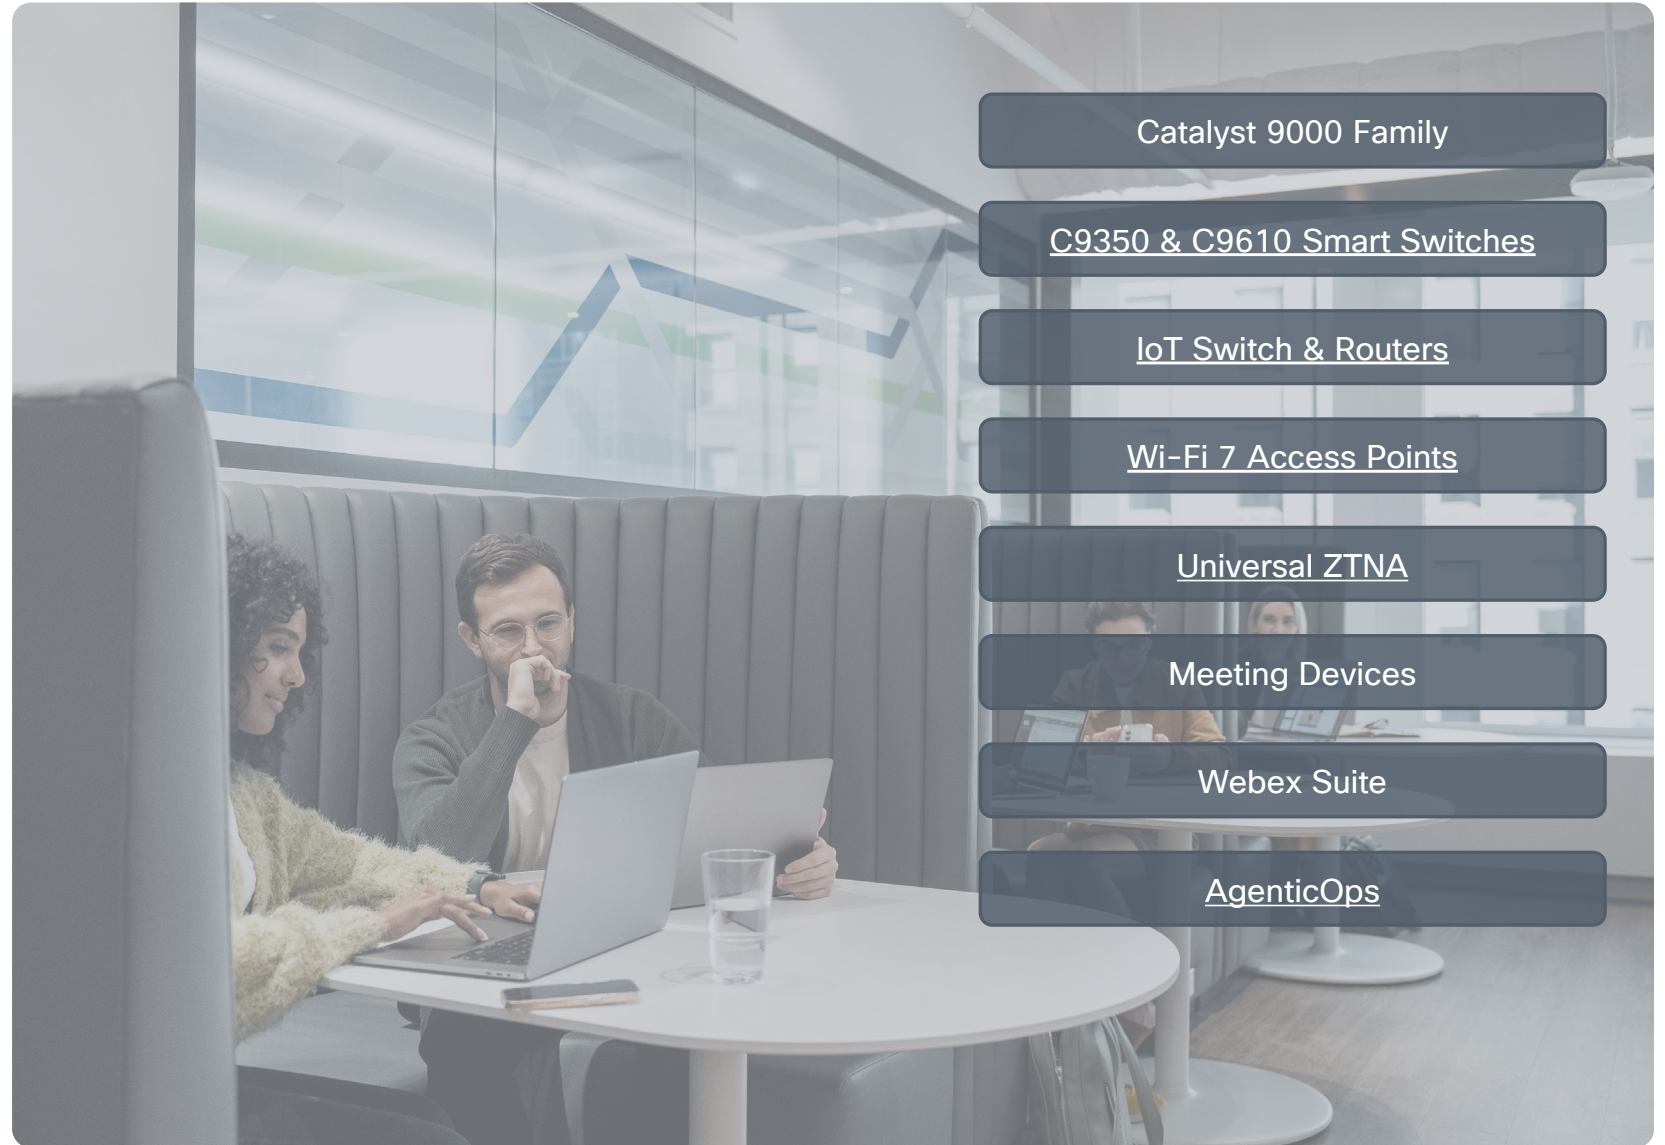 Catalyst 9000 Family
C9350 & C9610 Smart Switches
IoT Switch & Routers
Wi-Fi 7 Access Points
Universal ZTNA
Meeting Devices
Webex Suite
AgenticOps